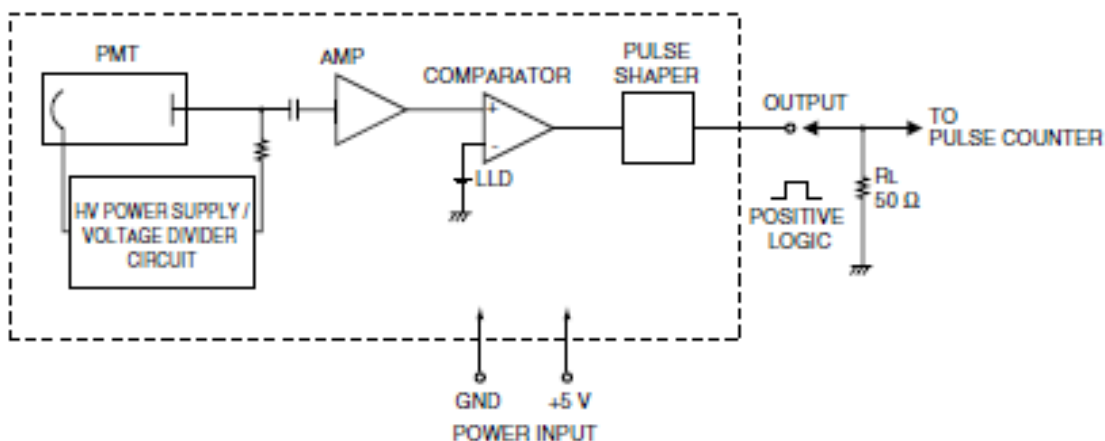 PMT
AMP
COMPARATOR
PULSE
SHAPER
+
-
LLD
HV POWER SUPPLY /
VOLTAGE DIVIDER
CIRCUIT
OUTPUT
TO
PULSE COUNTER
RL
50 Ω
POSITIVE
LOGIC
GND
+5 V
POWER INPUT